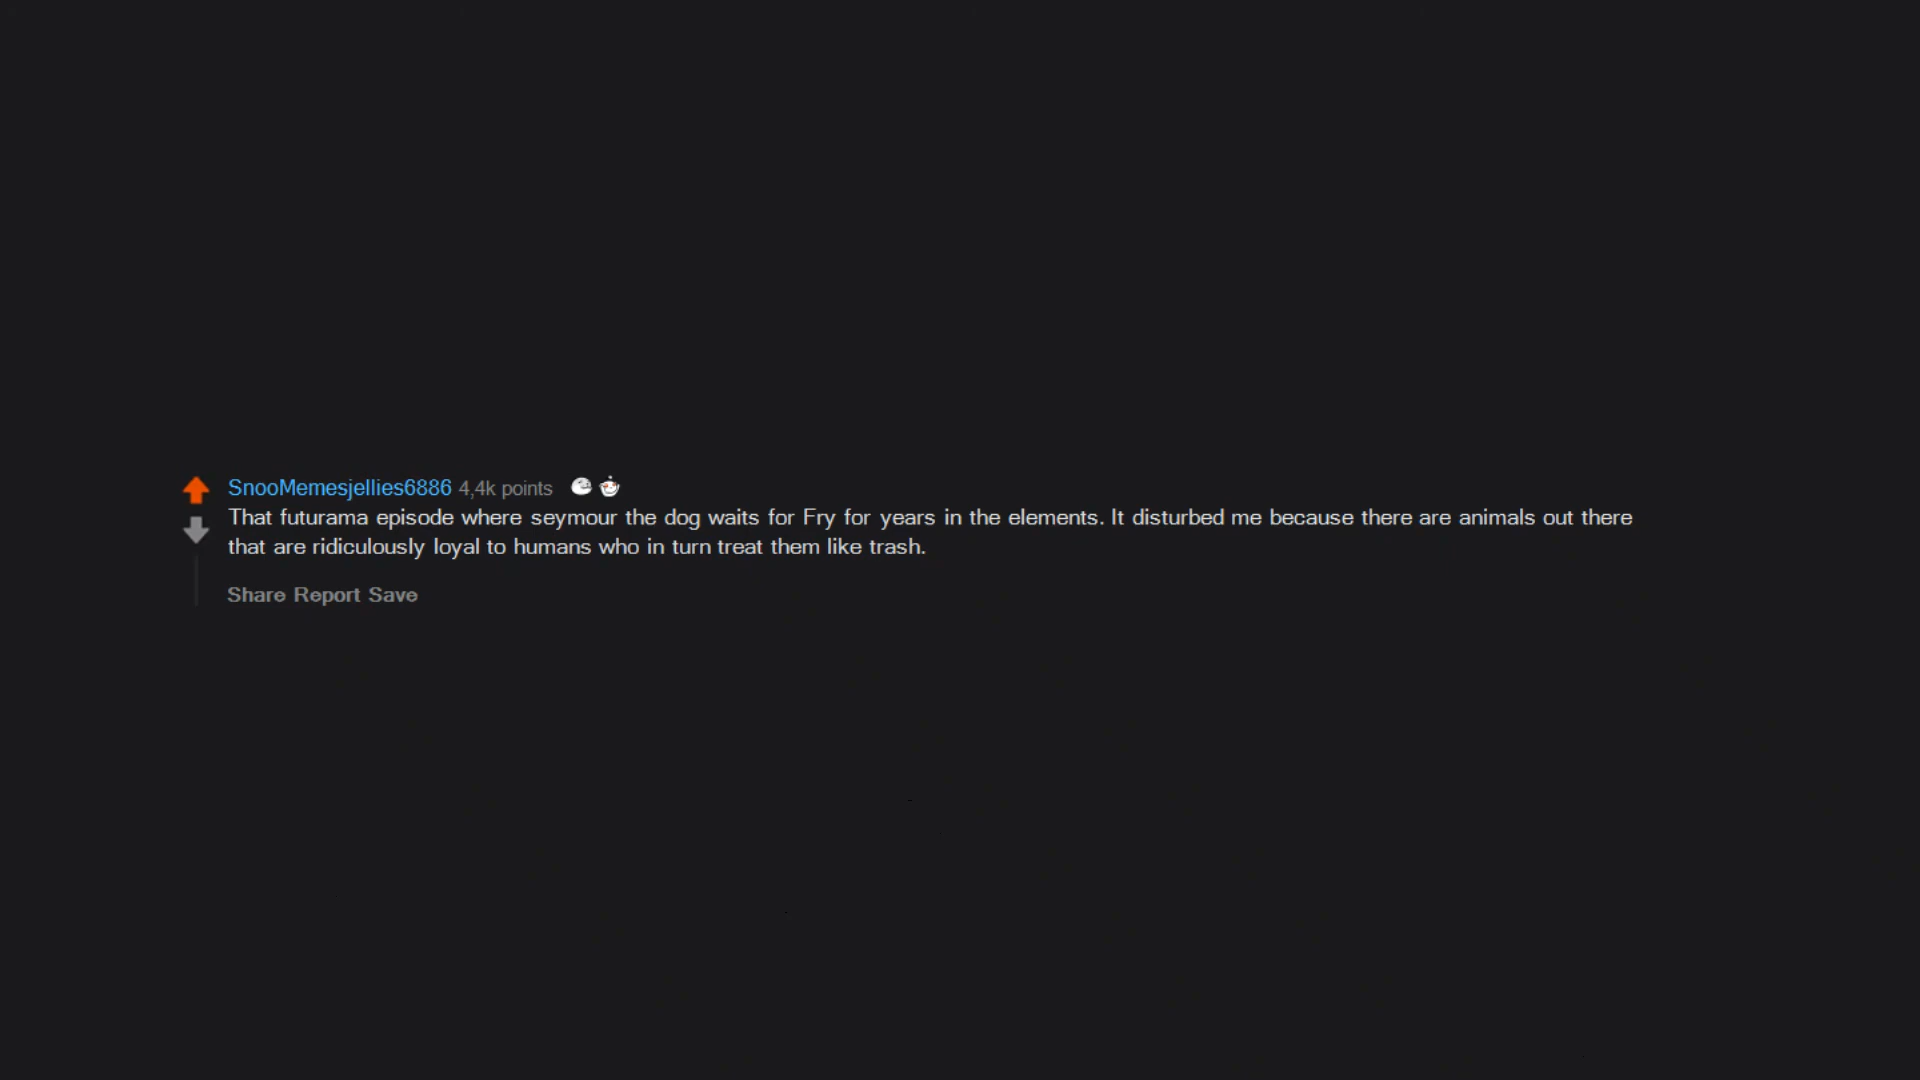 SnooMemesjellies6886 4,4k points
That futurama episode where seymour the dog waits for Fry for years in the elements. It disturbed me because there are animals out there
that are ridiculously loyal to humans who in turn treat them like trash.
Share Report Save